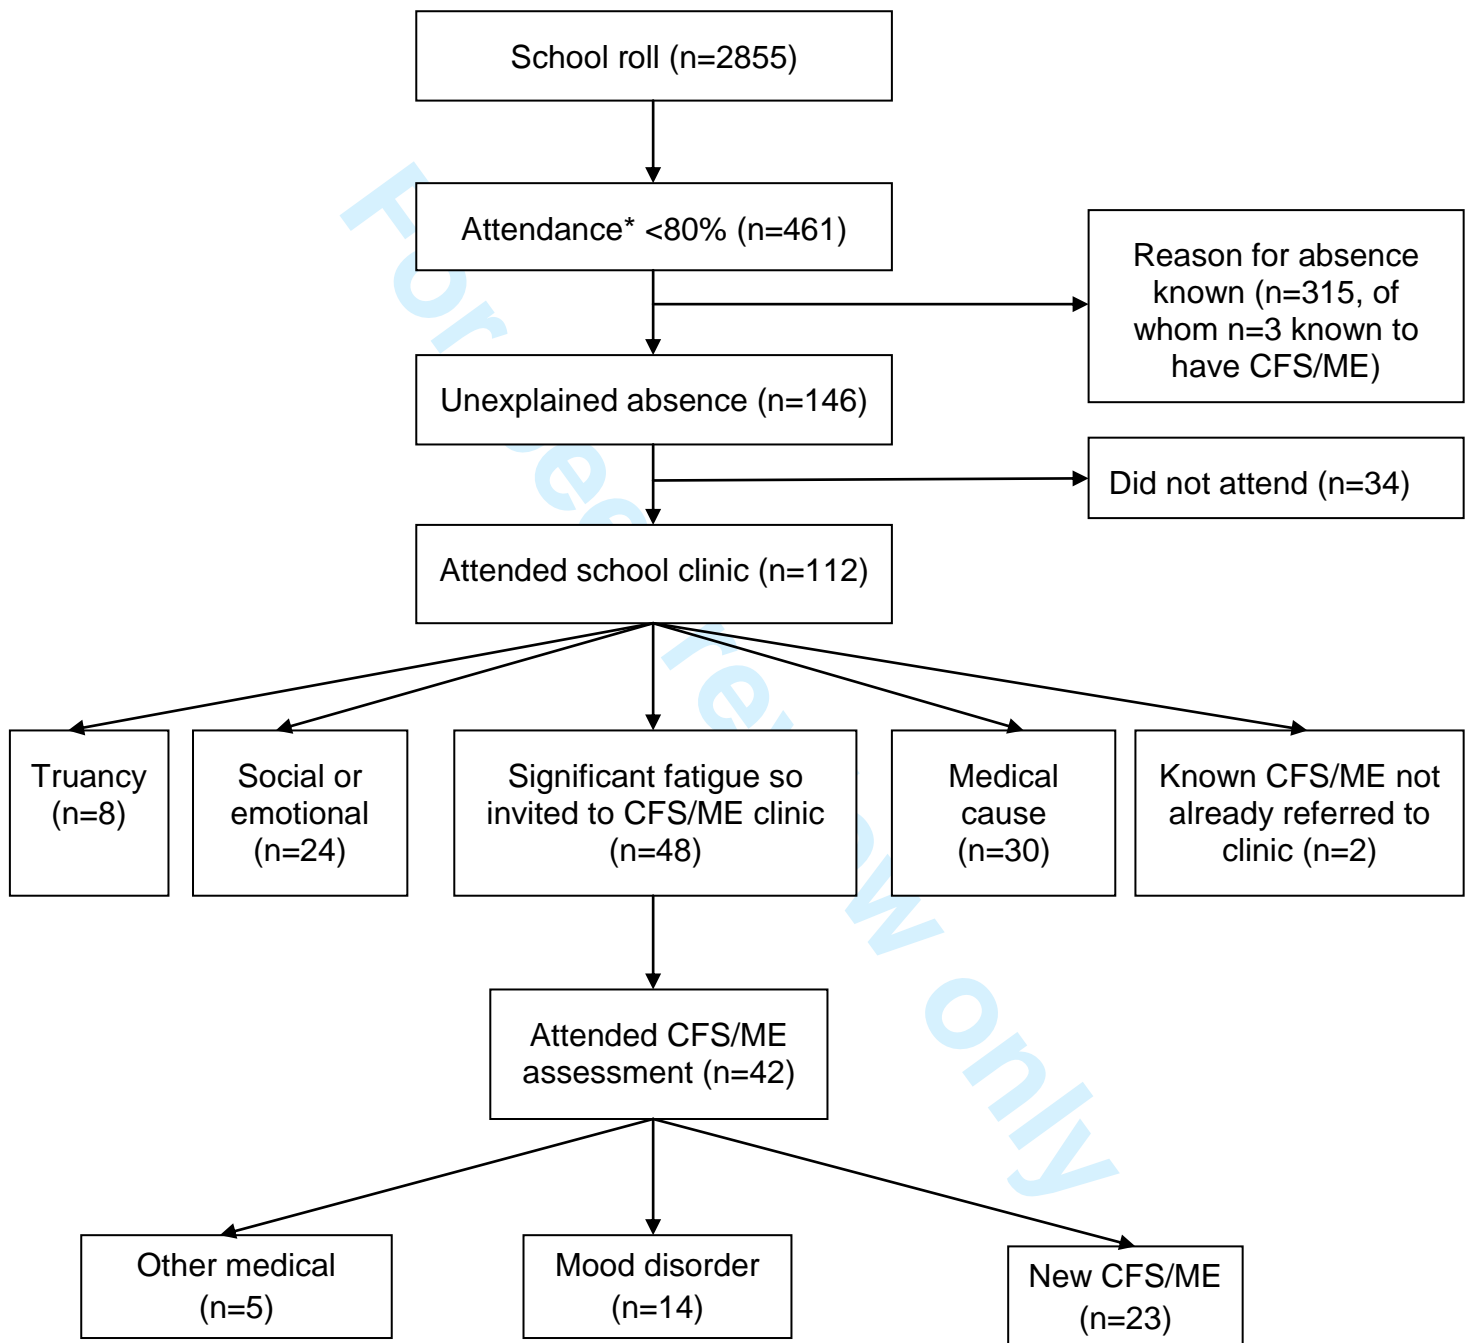 School roll (n=2855)
Attendance* <80% (n=461)
Reason for absence
known (n=315, of
whom n=3 known to
have CFS/ME)
Unexplained absence (n=146)
Did not attend (n=34)
Attended school clinic (n=112)
Truancy
(n=8)
Social or
emotional
(n=24)
Significant fatigue so
invited to CFS/ME clinic
(n=48)
Medical
cause
(n=30)
Known CFS/ME not
already referred to
clinic (n=2)
Attended CFS/ME
assessment (n=42)
Other medical
(n=5)
Mood disorder
(n=14)
New CFS/ME
(n=23)
For peer review only